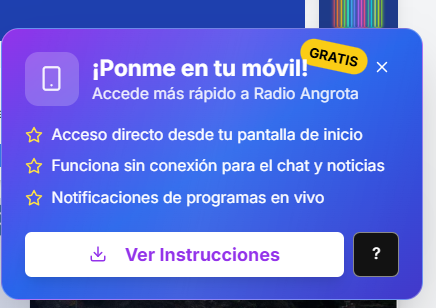 GRATIS
¡Ponme en tu móvil!
Accede más rápido a Radio Angrota
Acceso directo desde tu pantalla de inicio
Funciona sin conexión para el chat y noticias
Notificaciones de programas en vivo
Ver Instrucciones
?